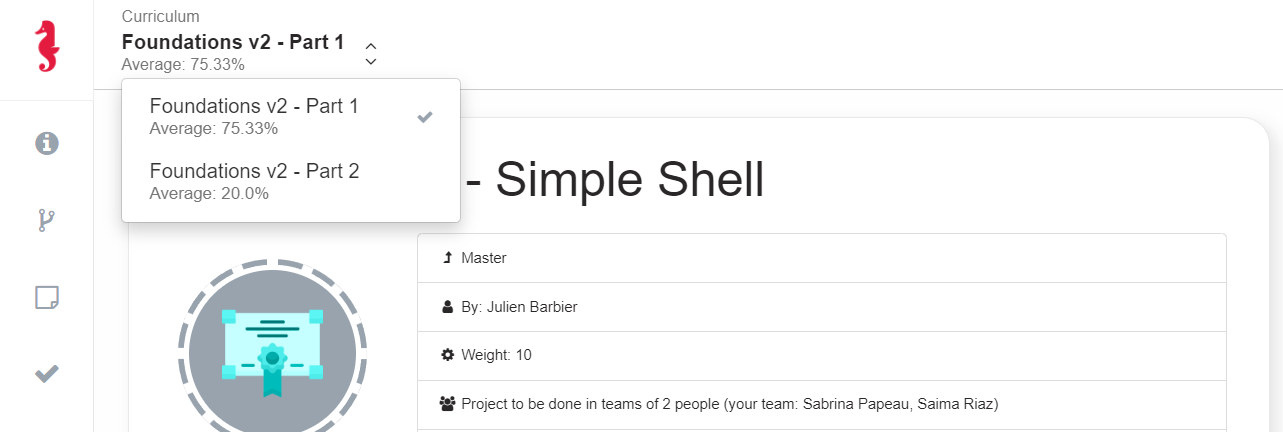 Curriculum
Foundations v2 - Part 1
Average: 75.33%
Foundations v2 - Part 1
Average: 75.33%
Foundations v2 - Part 2
Average: 20.0%
- Simple Shell
Master
By: Julien Barbier
Weight: 10
Project to be done in teams of 2 people (your team: Sabrina Papeau, Saima Riaz)